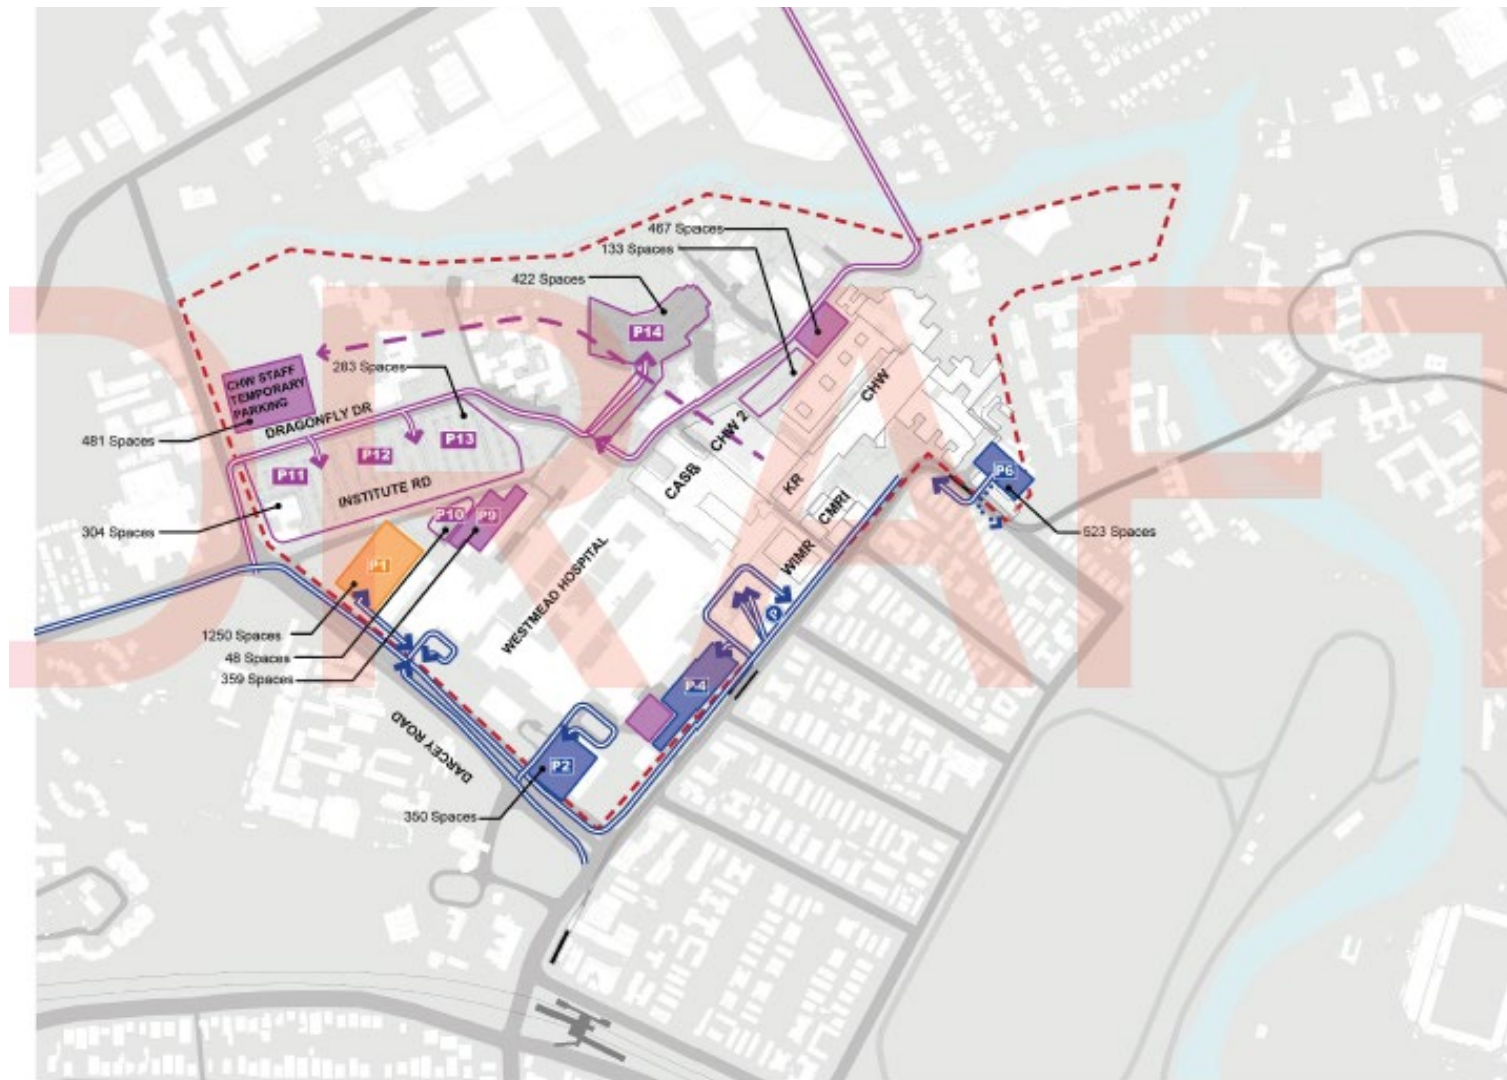 467 Spaces
133 Spaces
422 Spaces
P14
283 Spaces
CHW STAFF
TEMPORARY
PARKING
DRAGONFLY DR
481 Spaces
P13
P12
P11
INSTITUTE RD
304 Spaces
P10
P9
P1
1250 Spaces
48 Spaces
359 Spaces
CHW
CHW 2
CASB
KR
CMRI
WIMR
WESTMEAD HOSPITAL
P6
623 Spaces
P
P4
P2
350 Spaces
DARCEY ROAD
DRAFT